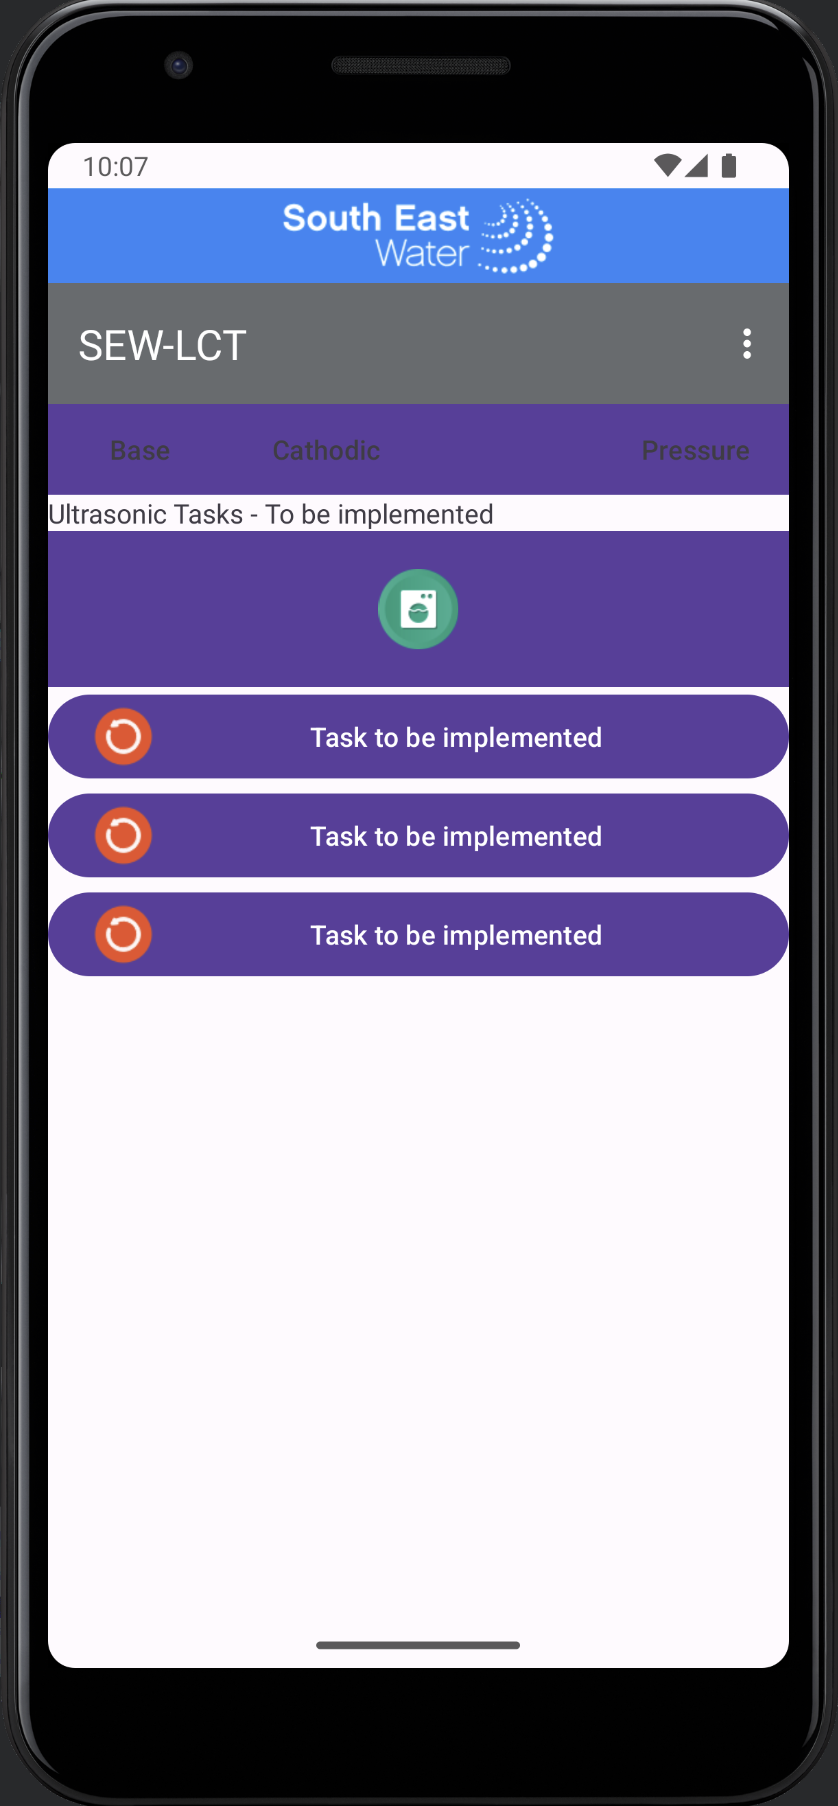 10:07
South East
Water
SEW-LCT
Base Cathodic Pressure
Ultrasonic Tasks - To be implemented
Task to be implemented
Task to be implemented
Task to be implemented